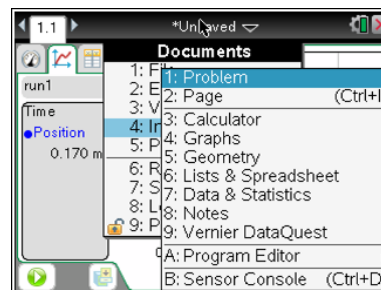 1.1 *Unsaved
Documents
1: Fi
2: E
3: V
4: In
5: P
6: R
7: S
8: L
9: P
1: Problem
2: Page (Ctrl+I
3: Calculator
4: Graphs
5: Geometry
6: Lists & Spreadsheet
7: Data & Statistics
8: Notes
9: Vernier DataQuest
A: Program Editor
B: Sensor Console (Ctrl+D
run1
Time
Position
0.170 m